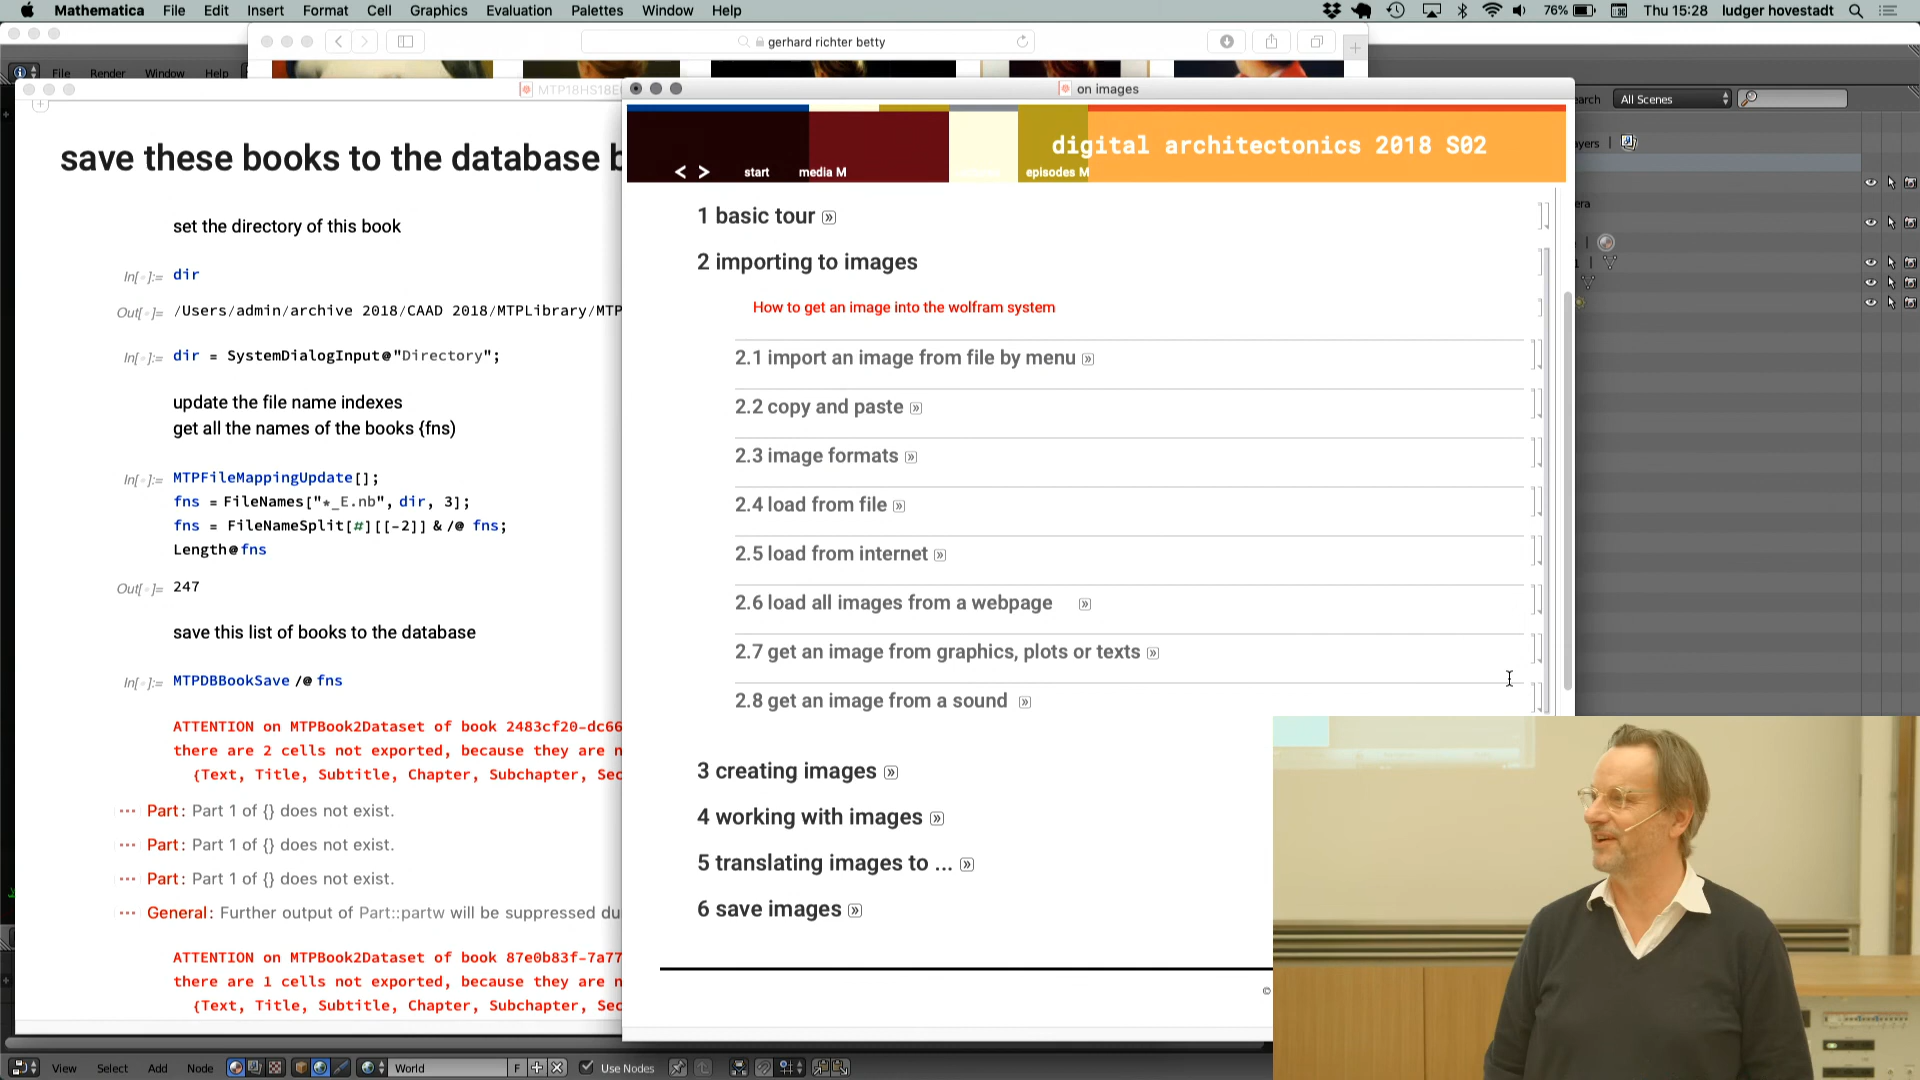 Mathematica File Edit Insert Format Cell Graphics Evaluation Palettes Window Help 76% Thu 15:28 ludger hovestadt
gerhard richter betty
File Render Window Help
MTP18HS18E
save these books to the database b
set the directory of this book
In[ ]:= dir
Out[ ]= /Users/admin/archive 2018/CAAD 2018/MTPLibrary/MTP
In[ ]:= dir = SystemDialogInput@"Directory";
update the file name indexes
get all the names of the books {fns)
In[ ]:= MTPFileMappingUpdate[];
fns = FileNames["*_E.nb", dir, 3];
fns = FileNameSplit[#][[-2]] & /@ fns;
Length@fns
Out[ ]= 247
save this list of books to the database
In[ ]:= MTPDBBookSave /@ fns
ATTENTION on MTPBook2Dataset of book 2483cf20-dc66
there are 2 cells not exported, because they are n
{Text, Title, Subtitle, Chapter, Subchapter, Sec
··· Part: Part 1 of {} does not exist.
··· Part: Part 1 of {} does not exist.
··· Part: Part 1 of {} does not exist.
··· General: Further output of Part::partw will be suppressed du
ATTENTION on MTPBook2Dataset of book 87e0b83f-7a77
there are 1 cells not exported, because they are n
{Text, Title, Subtitle, Chapter, Subchapter, Sec
on images
digital architectonics 2018 S02
< > start media M episodes M
1 basic tour »
2 importing to images
How to get an image into the wolfram system
2.1 import an image from file by menu »
2.2 copy and paste »
2.3 image formats »
2.4 load from file »
2.5 load from internet »
2.6 load all images from a webpage »
2.7 get an image from graphics, plots or texts »
2.8 get an image from a sound »
3 creating images »
4 working with images »
5 translating images to ... »
6 save images »
©
arch All Scenes
ayers
era
View Select Add Node World F Use Nodes